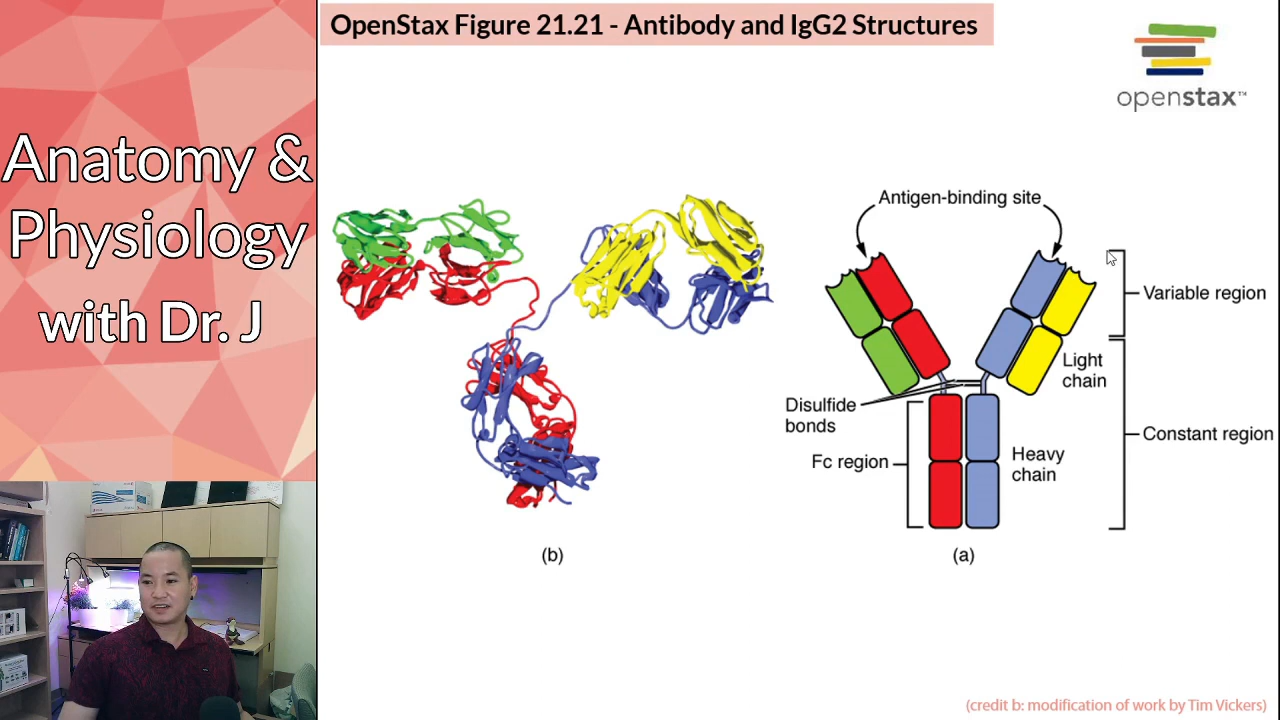 Anatomy &
Physiology
with Dr. J
OpenStax Figure 21.21 - Antibody and IgG2 Structures
openstax™
Antigen-binding site
Variable region
Light
chain
Disulfide
bonds
Constant region
Fc region
Heavy
chain
(b)
(a)
(credit b: modification of work by Tim Vickers)